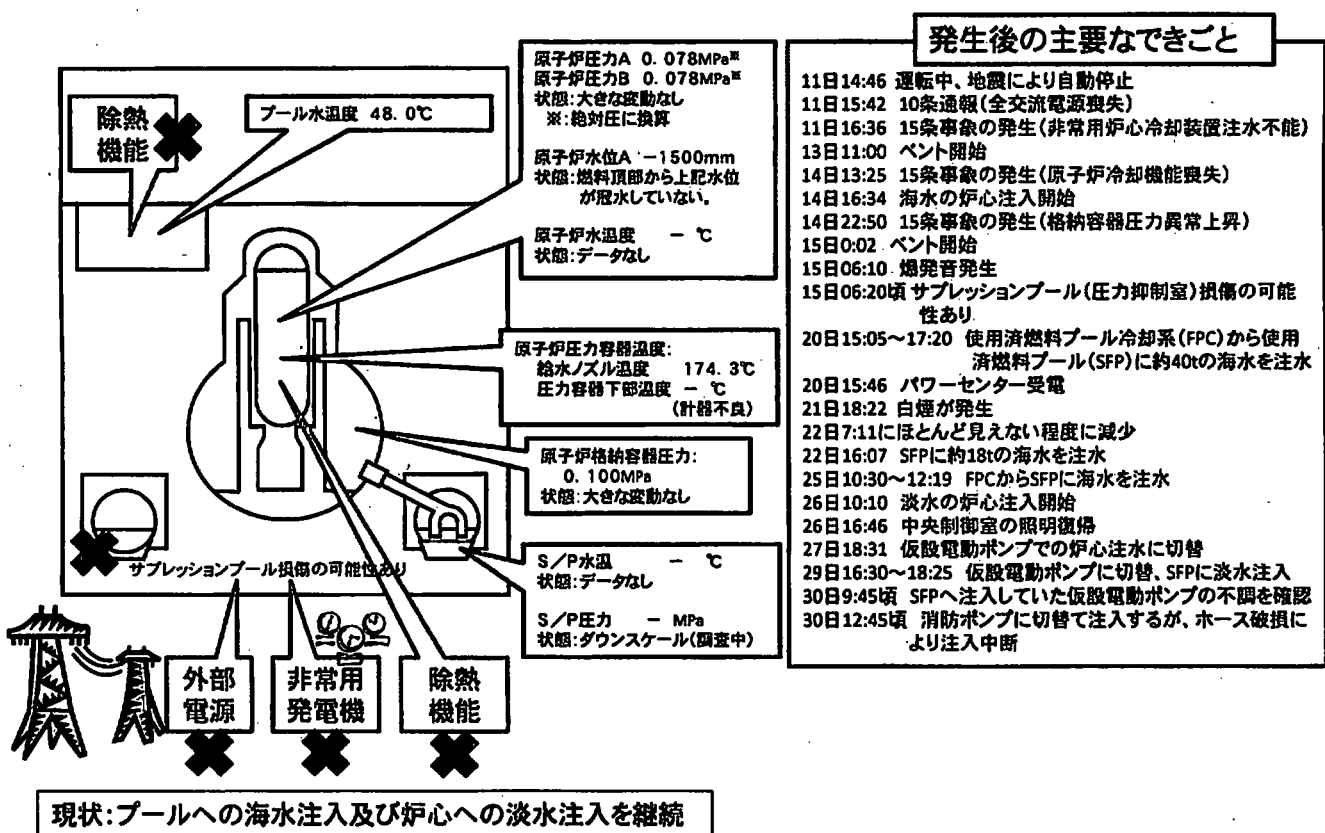 除熱
機能
プール水温度 48.0℃
原子炉圧力A 0.078MPa※
原子炉圧力B 0.078MPa※
状態:大きな変動なし
※:絶対圧に換算
原子炉水位A －1500mm
状態:燃料頂部から上記水位
が冠水していない。
原子炉水温度 － ℃
状態:データなし
原子炉圧力容器温度:
給水ノズル温度 174.3℃
圧力容器下部温度 － ℃
(計器不良)
原子炉格納容器圧力:
0.100MPa
状態:大きな変動なし
S／P水温 － ℃
状態:データなし
S／P圧力 － MPa
状態:ダウンスケール(調査中)
サプレッションプール損傷の可能性あり
外部
電源
非常用
発電機
除熱
機能
現状:プールへの海水注入及び炉心への淡水注入を継続
発生後の主要なできごと
11日14:46 運転中、地震により自動停止
11日15:42 10条通報(全交流電源喪失)
11日16:36 15条事象の発生(非常用炉心冷却装置注水不能)
13日11:00 ベント開始
14日13:25 15条事象の発生(原子炉冷却機能喪失)
14日16:34 海水の炉心注入開始
14日22:50 15条事象の発生(格納容器圧力異常上昇)
15日0:02 ベント開始
15日06:10 爆発音発生
15日06:20頃 サプレッションプール(圧力抑制室)損傷の可能
性あり
20日15:05～17:20 使用済燃料プール冷却系(FPC)から使用
済燃料プール(SFP)に約40tの海水を注水
20日15:46 パワーセンター受電
21日18:22 白煙が発生
22日7:11にほとんど見えない程度に減少
22日16:07 SFPに約18tの海水を注水
25日10:30～12:19 FPCからSFPに海水を注水
26日10:10 淡水の炉心注入開始
26日16:46 中央制御室の照明復帰
27日18:31 仮設電動ポンプでの炉心注水に切替
29日16:30～18:25 仮設電動ポンプに切替、SFPに淡水注入
30日9:45頃 SFPへ注入していた仮設電動ポンプの不調を確認
30日12:45頃 消防ポンプに切替て注入するが、ホース破損に
より注入中断